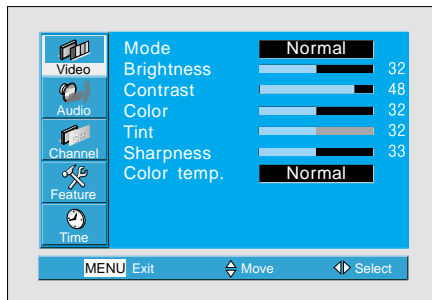 Video
Audio
Channel
Feature
Time
Mode Normal
Brightness 32
Contrast 48
Color 32
Tint 32
Sharpness 33
Color temp. Normal
MENU Exit Move Select